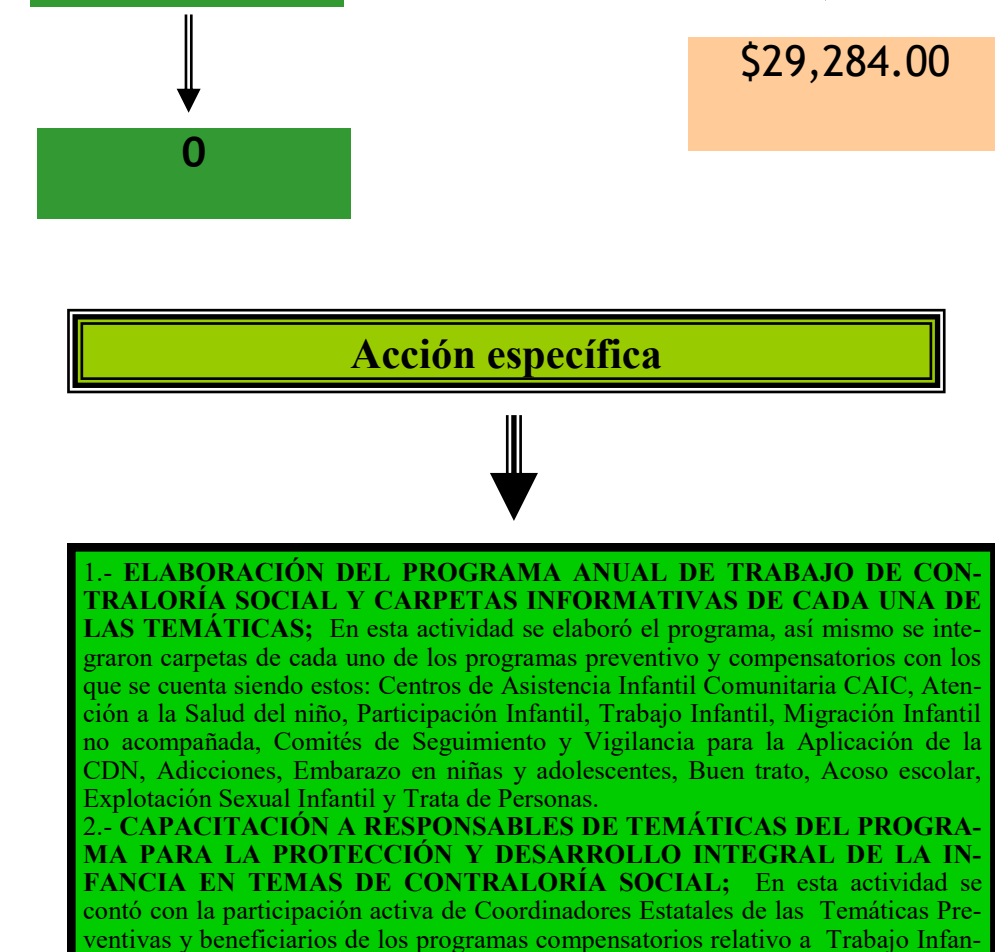 $29,284.00
0
Acción específica
1.- ELABORACIÓN DEL PROGRAMA ANUAL DE TRABAJO DE CON-
TRALORÍA SOCIAL Y CARPETAS INFORMATIVAS DE CADA UNA DE
LAS TEMÁTICAS; En esta actividad se elaboró el programa, así mismo se inte-
graron carpetas de cada uno de los programas preventivo y compensatorios con los
que se cuenta siendo estos: Centros de Asistencia Infantil Comunitaria CAIC, Aten-
ción a la Salud del niño, Participación Infantil, Trabajo Infantil, Migración Infantil
no acompañada, Comités de Seguimiento y Vigilancia para la Aplicación de la
CDN, Adicciones, Embarazo en niñas y adolescentes, Buen trato, Acoso escolar,
Explotación Sexual Infantil y Trata de Personas.
2.- CAPACITACIÓN A RESPONSABLES DE TEMÁTICAS DEL PROGRA-
MA PARA LA PROTECCIÓN Y DESARROLLO INTEGRAL DE LA IN-
FANCIA EN TEMAS DE CONTRALORÍA SOCIAL; En esta actividad se
contó con la participación activa de Coordinadores Estatales de las Temáticas Pre-
ventivas y beneficiarios de los programas compensatorios relativo a Trabajo Infan-